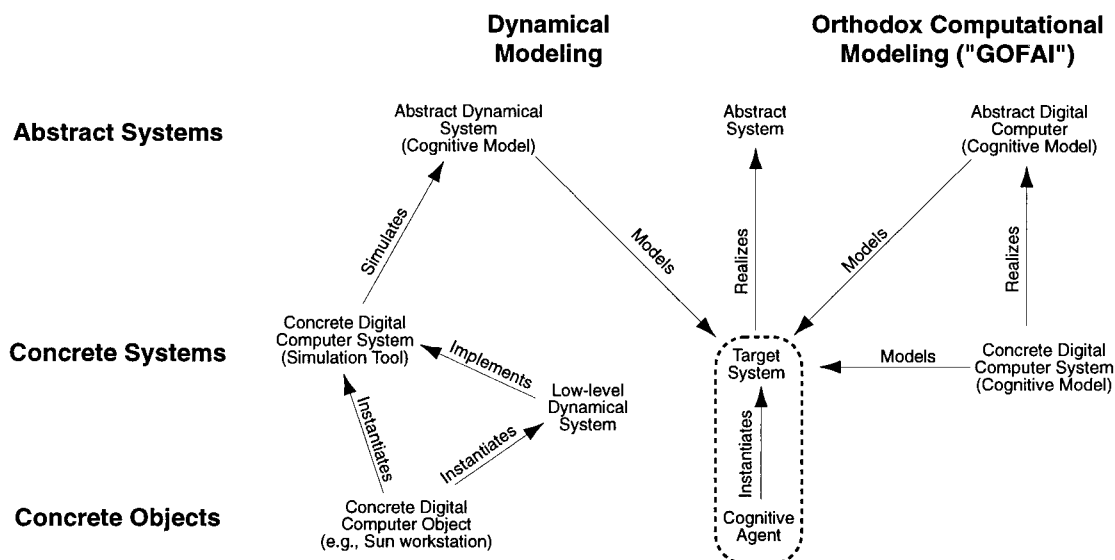 Dynamical
Modeling
Orthodox Computational
Modeling ("GOFAI")
Abstract Systems
Abstract Dynamical
System
(Cognitive Model)
Abstract
System
Abstract Digital
Computer
(Cognitive Model)
Simulates
Models
Realizes
Models
Realizes
Concrete Systems
Concrete Digital
Computer System
(Simulation Tool)
Implements
Low-level
Dynamical
System
Target
System
Models
Concrete Digital
Computer System
(Cognitive Model)
Instantiates
Instantiates
Instantiates
Concrete Objects
Concrete Digital
Computer Object
(e.g., Sun workstation)
Cognitive
Agent